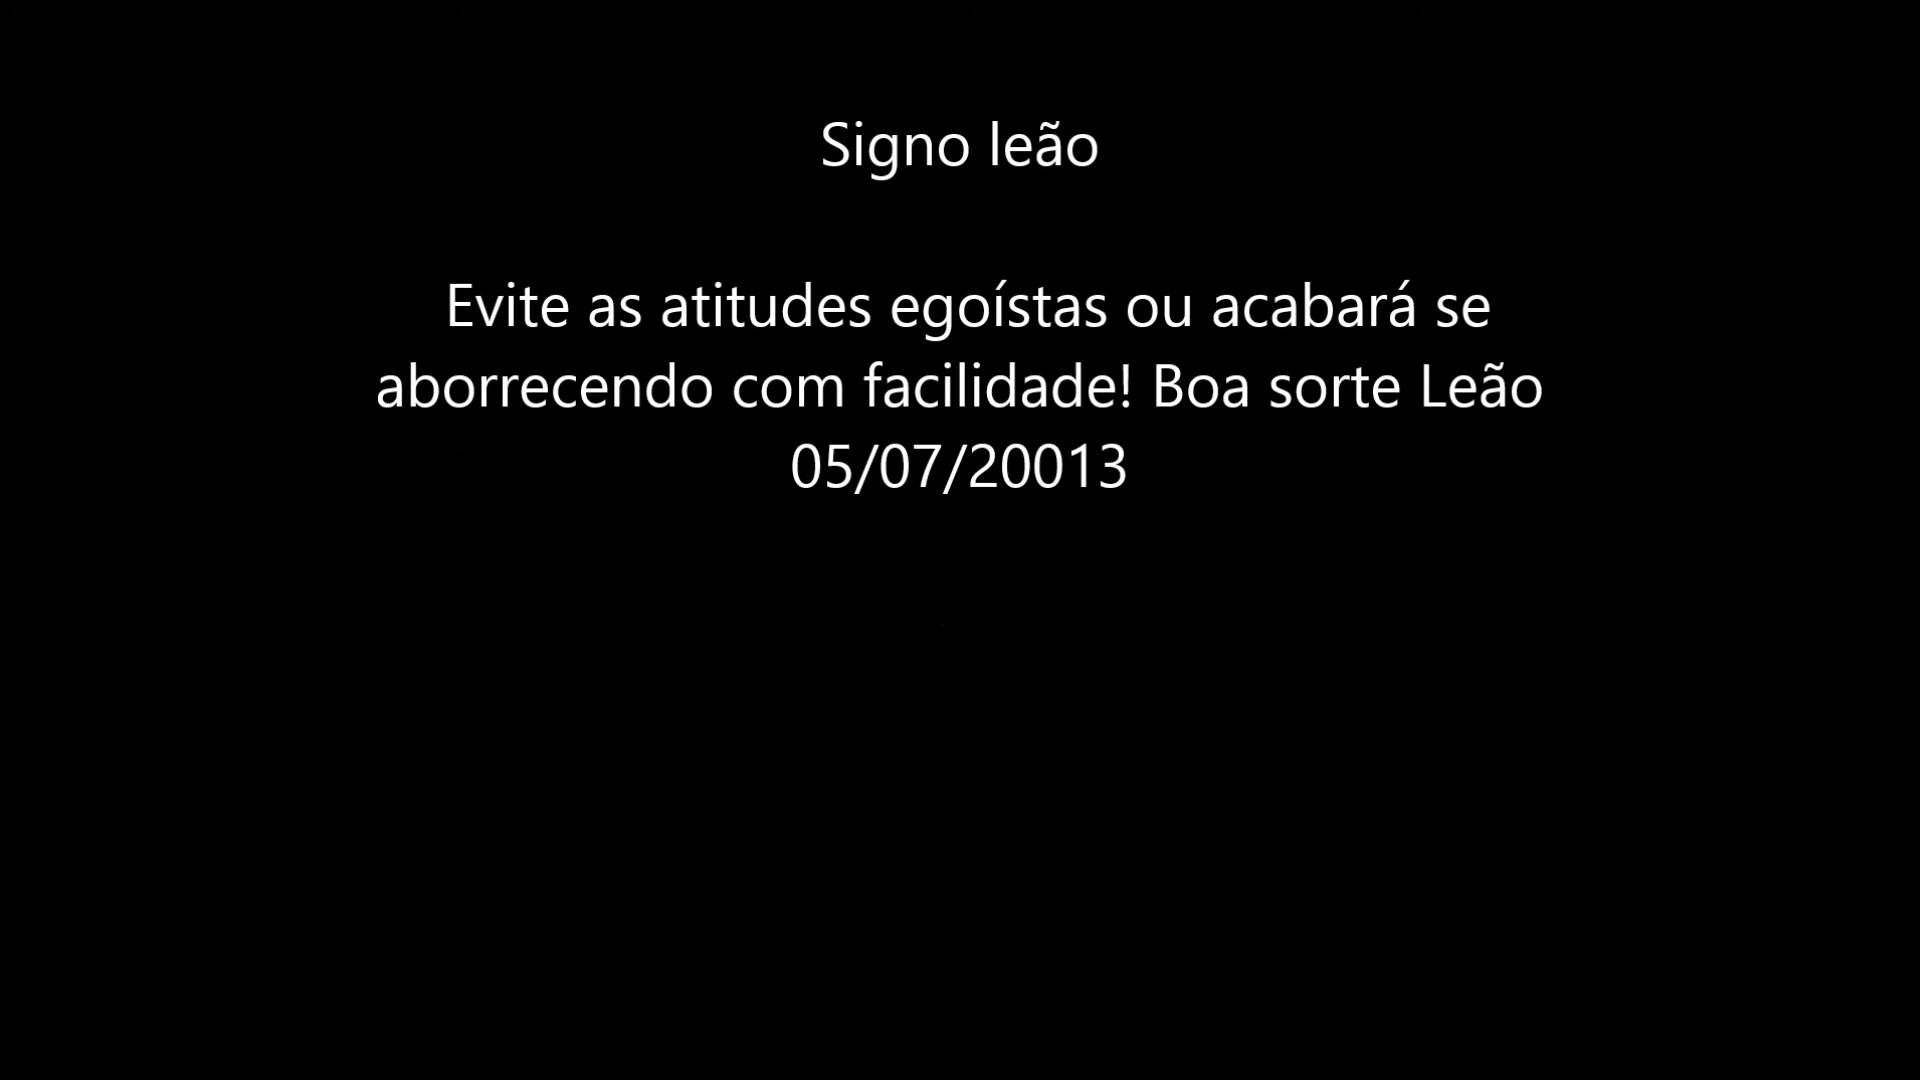 Signo leão
Evite as atitudes egoístas ou acabará se
aborrecendo com facilidade! Boa sorte Leão
05/07/20013